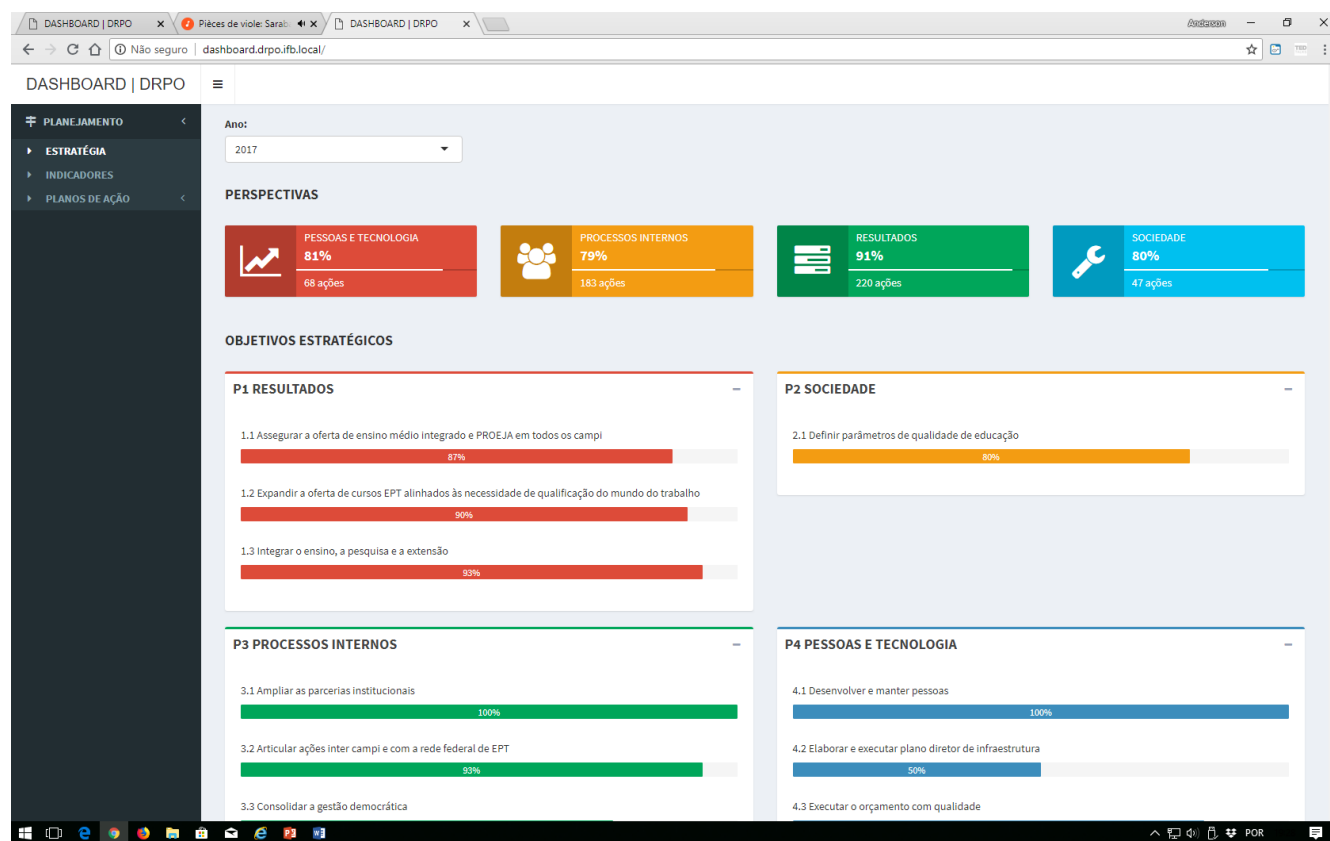 DASHBOARD | DRPO
Pièces de viole: Sarab
DASHBOARD | DRPO
Anderson
Não seguro
dashboard.drpo.ifb.local/
DASHBOARD | DRPO
PLANEJAMENTO
ESTRATÉGIA
INDICADORES
PLANOS DE AÇÃO
Ano:
2017
PERSPECTIVAS
PESSOAS E TECNOLOGIA
81%
68 ações
PROCESSOS INTERNOS
79%
183 ações
RESULTADOS
91%
220 ações
SOCIEDADE
80%
47 ações
OBJETIVOS ESTRATÉGICOS
P1 RESULTADOS
1.1 Assegurar a oferta de ensino médio integrado e PROEJA em todos os campi
87%
1.2 Expandir a oferta de cursos EPT alinhados às necessidade de qualificação do mundo do trabalho
90%
1.3 Integrar o ensino, a pesquisa e a extensão
93%
P2 SOCIEDADE
2.1 Definir parâmetros de qualidade de educação
80%
P3 PROCESSOS INTERNOS
3.1 Ampliar as parcerias institucionais
100%
3.2 Articular ações inter campi e com a rede federal de EPT
93%
3.3 Consolidar a gestão democrática
P4 PESSOAS E TECNOLOGIA
4.1 Desenvolver e manter pessoas
100%
4.2 Elaborar e executar plano diretor de infraestrutura
50%
4.3 Executar o orçamento com qualidade
POR